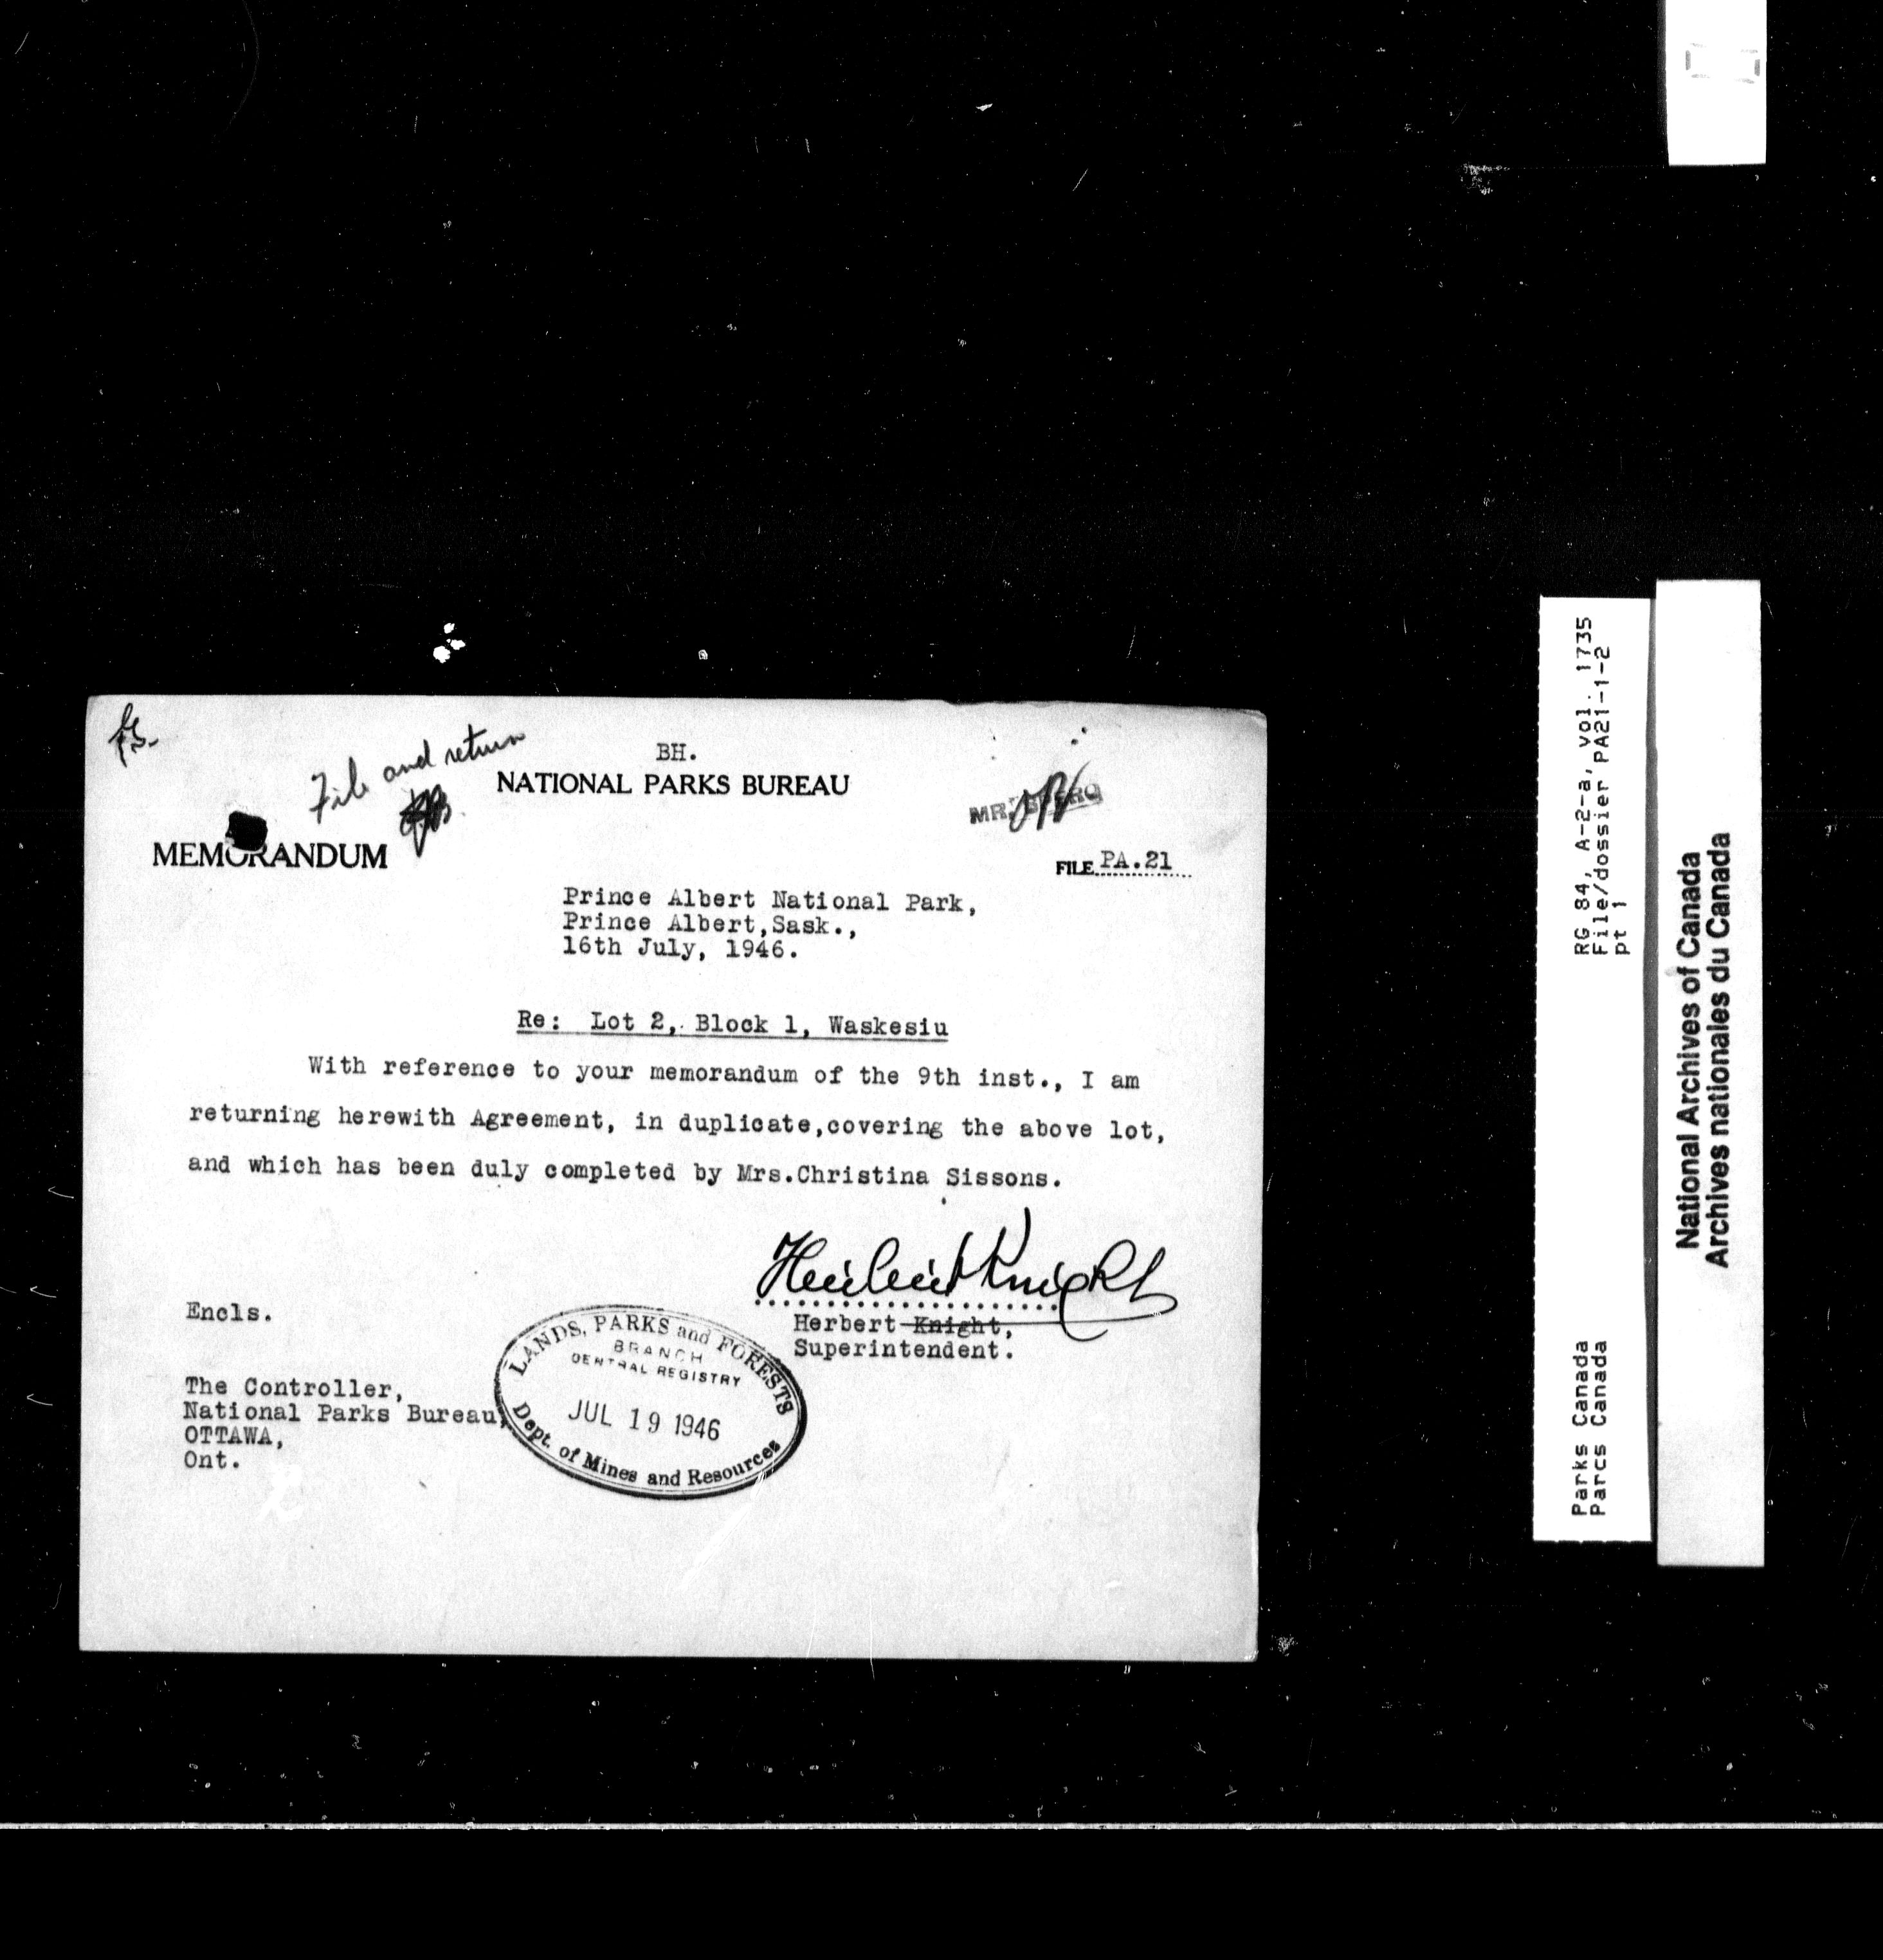 File and return
BH.
NATIONAL PARKS BUREAU
MR.
MEMORANDUM
FILE PA.21
Prince Albert National Park,
Prince Albert,Sask.,
16th July, 1946.
Re: Lot 2, Block 1, Waskesiu
With reference to your memorandum of the 9th inst., I am
returning herewith Agreement, in duplicate,covering the above lot,
and which has been duly completed by Mrs.Christina Sissons.
Herbert Knight
Herbert Knight,
Superintendent.
Encls.
The Controller,
National Parks Bureau,
OTTAWA,
Ont.
LANDS, PARKS and FORESTS
BRANCH
CENTRAL REGISTRY
JUL 19 1946
Dept. of Mines and Resources
RG 84, A-2-a, vol. 1735
File/dossier PA21-1-2
pt 1
Parks Canada
Parcs Canada
National Archives of Canada
Archives nationales du Canada